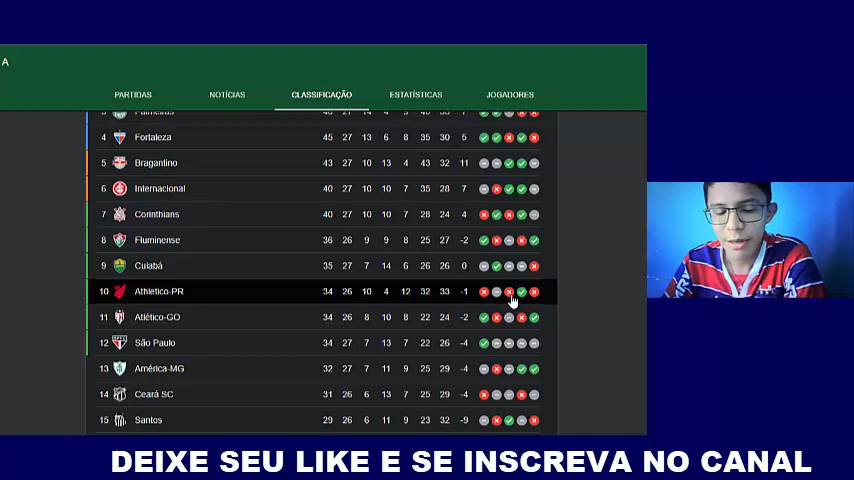 A
PARTIDAS NOTÍCIAS CLASSIFICAÇÃO ESTATÍSTICAS JOGADORES
4 Fortaleza 45 27 13 6 8 35 30 5
5 Bragantino 43 27 10 13 4 43 32 11
6 Internacional 40 27 10 10 7 35 28 7
7 Corinthians 40 27 10 10 7 28 24 4
8 Fluminense 36 26 9 9 8 25 27 -2
9 Cuiabá 35 27 7 14 6 26 26 0
10 Athletico-PR 34 26 10 4 12 32 33 -1
11 Atlético-GO 34 26 8 10 8 22 24 -2
12 São Paulo 34 27 7 13 7 22 26 -4
13 América-MG 32 27 7 11 9 25 29 -4
14 Ceará SC 31 26 6 13 7 25 29 -4
15 Santos 29 26 6 11 9 23 32 -9
DEIXE SEU LIKE E SE INSCREVA NO CANAL